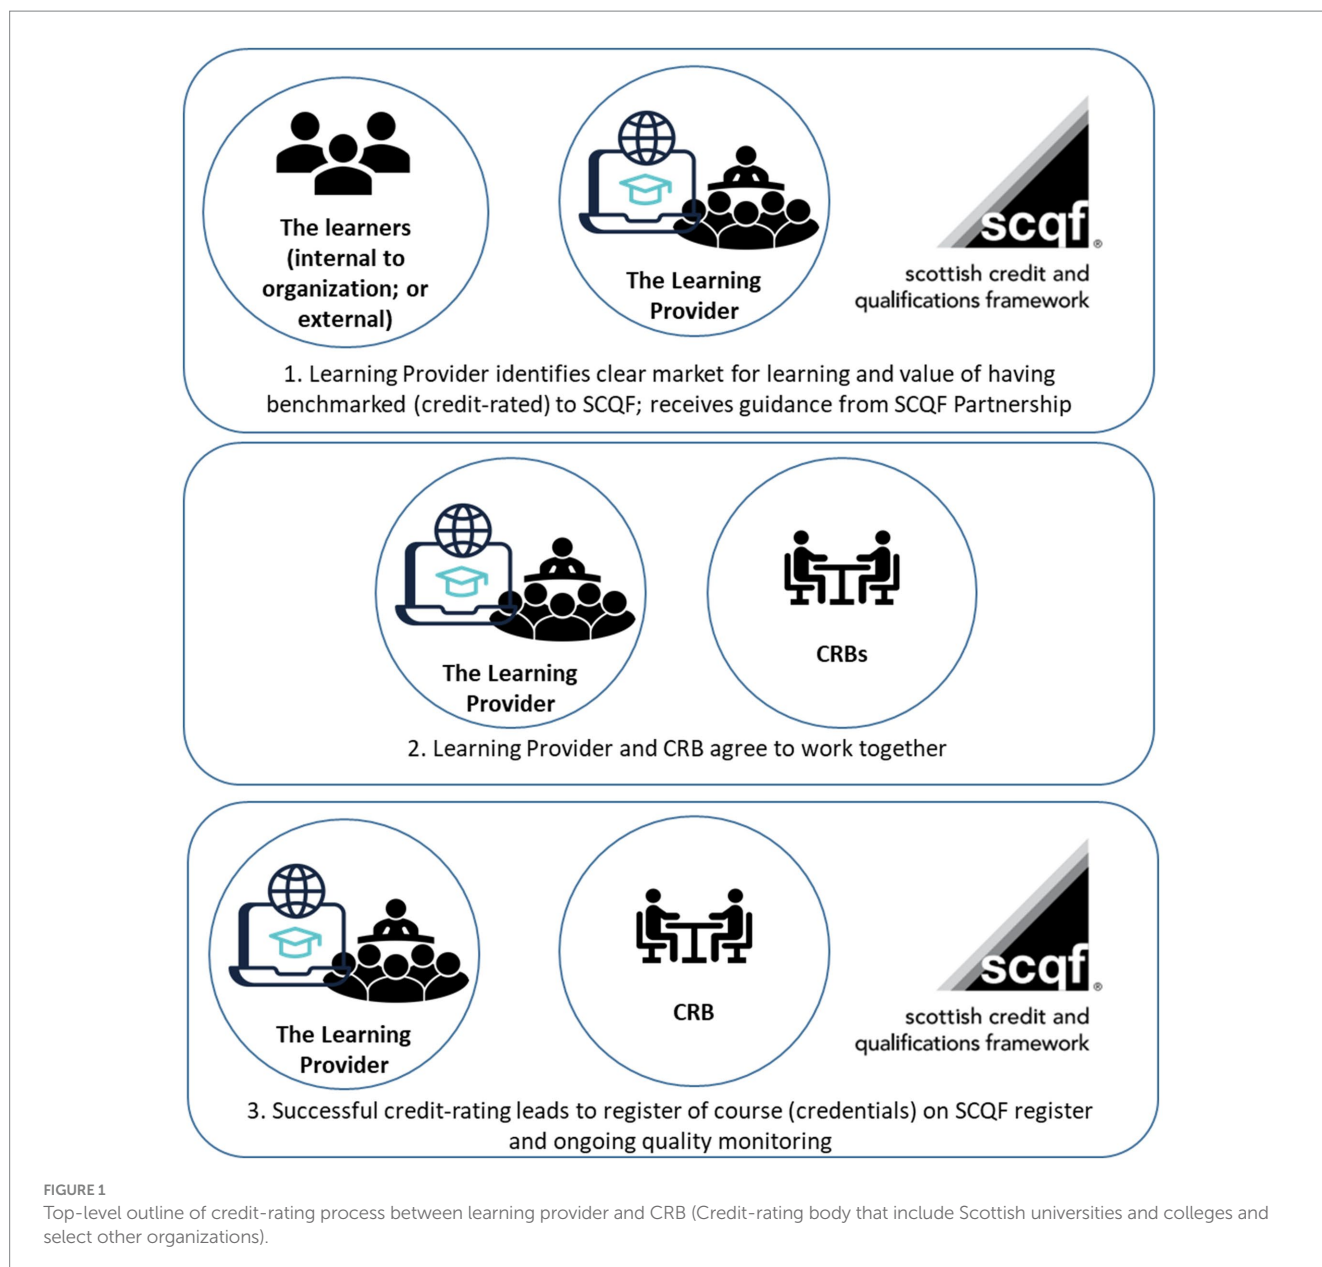 The learners
(internal to
organization; or
external)
The Learning
Provider
scqf®
scottish credit and
qualifications framework
1. Learning Provider identifies clear market for learning and value of having
benchmarked (credit-rated) to SCQF; receives guidance from SCQF Partnership
The Learning
Provider
CRBs
2. Learning Provider and CRB agree to work together
The Learning
Provider
CRB
scqf®
scottish credit and
qualifications framework
3. Successful credit-rating leads to register of course (credentials) on SCQF register
and ongoing quality monitoring
FIGURE 1
Top-level outline of credit-rating process between learning provider and CRB (Credit-rating body that include Scottish universities and colleges and
select other organizations).